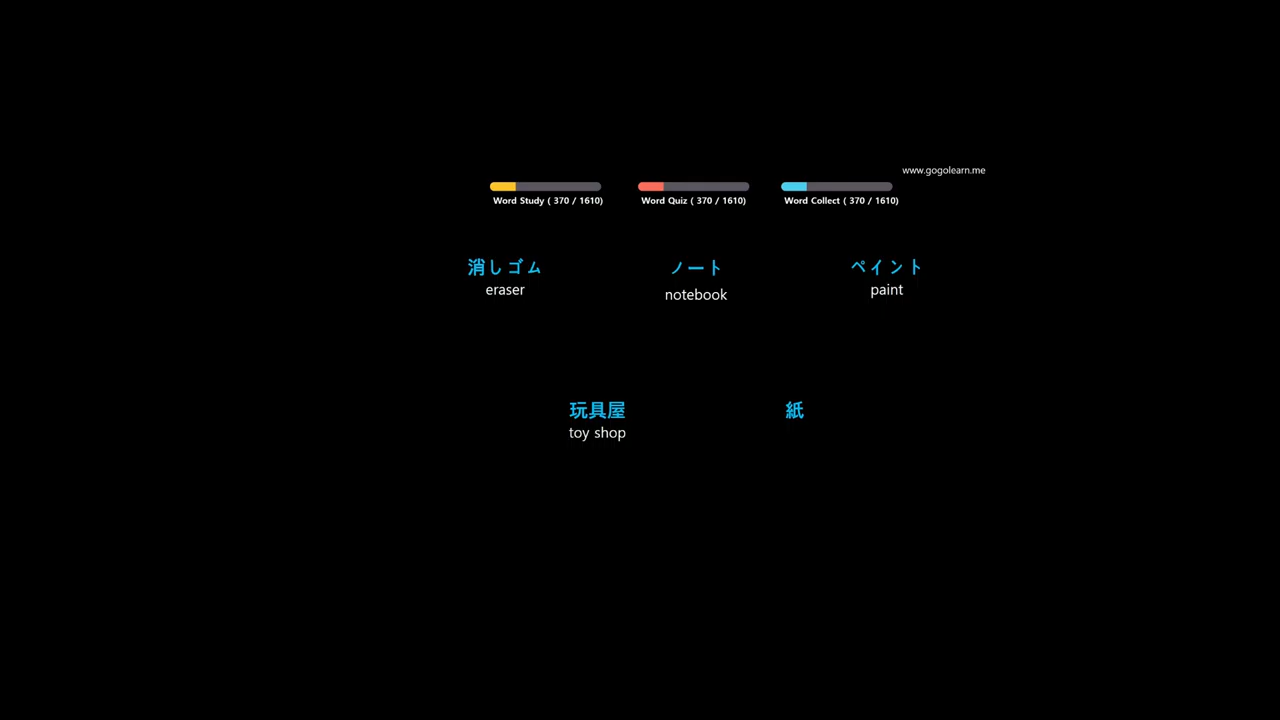 www.gogolearn.me
Word Study ( 370 / 1610)
Word Quiz ( 370 / 1610)
Word Collect ( 370 / 1610)
消しゴム
eraser
ノート
notebook
ペイント
paint
玩具屋
toy shop
紙